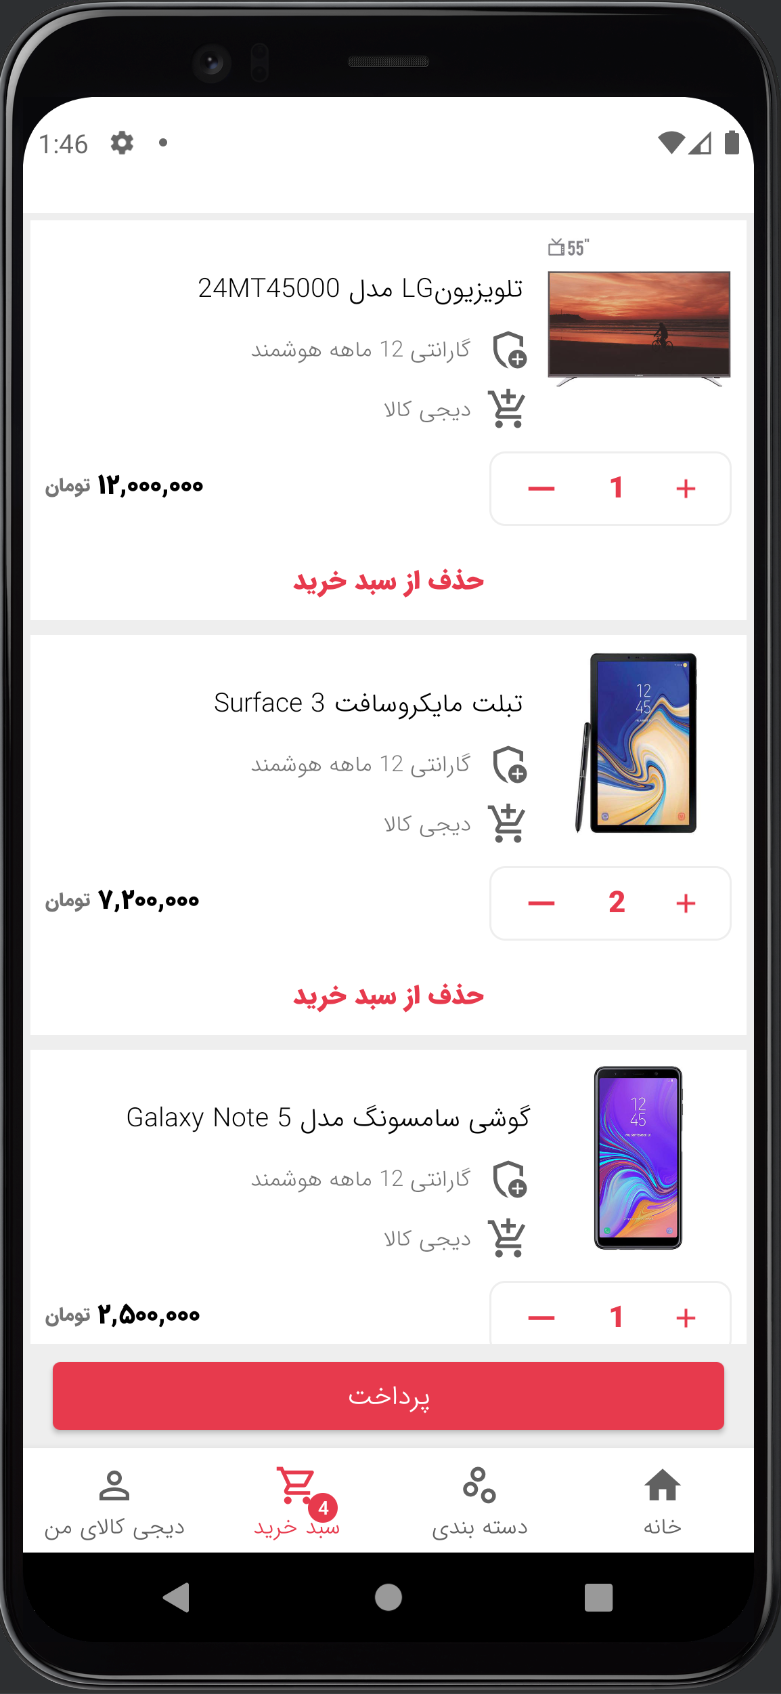 1:46
55"
تلویزیونLG مدل 24MT45000
گارانتی 12 ماهه هوشمند
دیجی کالا
+ 1 −
۱۲,۰۰۰,۰۰۰ تومان
حذف از سبد خرید
12
45
تبلت مایکروسافت Surface 3
گارانتی 12 ماهه هوشمند
دیجی کالا
+ 2 −
۷,۲۰۰,۰۰۰ تومان
حذف از سبد خرید
12
45
گوشی سامسونگ مدل Galaxy Note 5
گارانتی 12 ماهه هوشمند
دیجی کالا
+ 1 −
۲,۵۰۰,۰۰۰ تومان
پرداخت
4
خانه دسته بندی سبد خرید دیجی کالای من